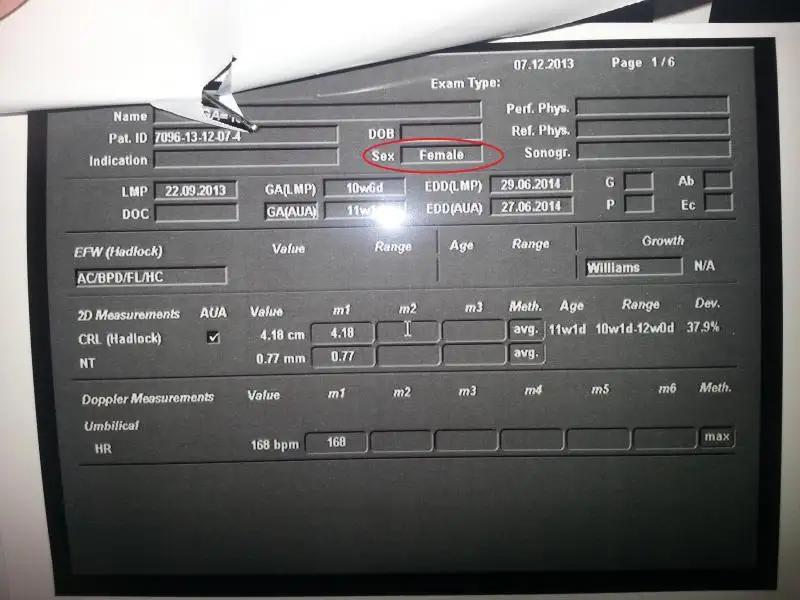 07.12.2013 Page 1/6
Exam Type:
Name Perf. Phys.
Pat. ID 7096-13-12-07-4 DOB Ref. Phys.
Indication Sex Female Sonogr.
LMP 22.09.2013 GA(LMP) 10w6d EDD(LMP) 29.06.2014 G Ab
DOC GA(AUA) EDD(AUA) 27.06.2014 P Ec
EFW (Hadlock) Value Range Age Range Growth
AC/BPD/FL/HC Williams N/A
2D Measurements AUA Value m1 m2 m3 Meth. Age Range Dev.
CRL (Hadlock) 4.18 cm 4.18 avg. 11w1d 10w1d-12w0d 37.9%
NT 0.77 mm 0.77 avg.
Doppler Measurements Value m1 m2 m3 m4 m5 m6 Meth.
Umbilical
HR 168 bpm 168 max